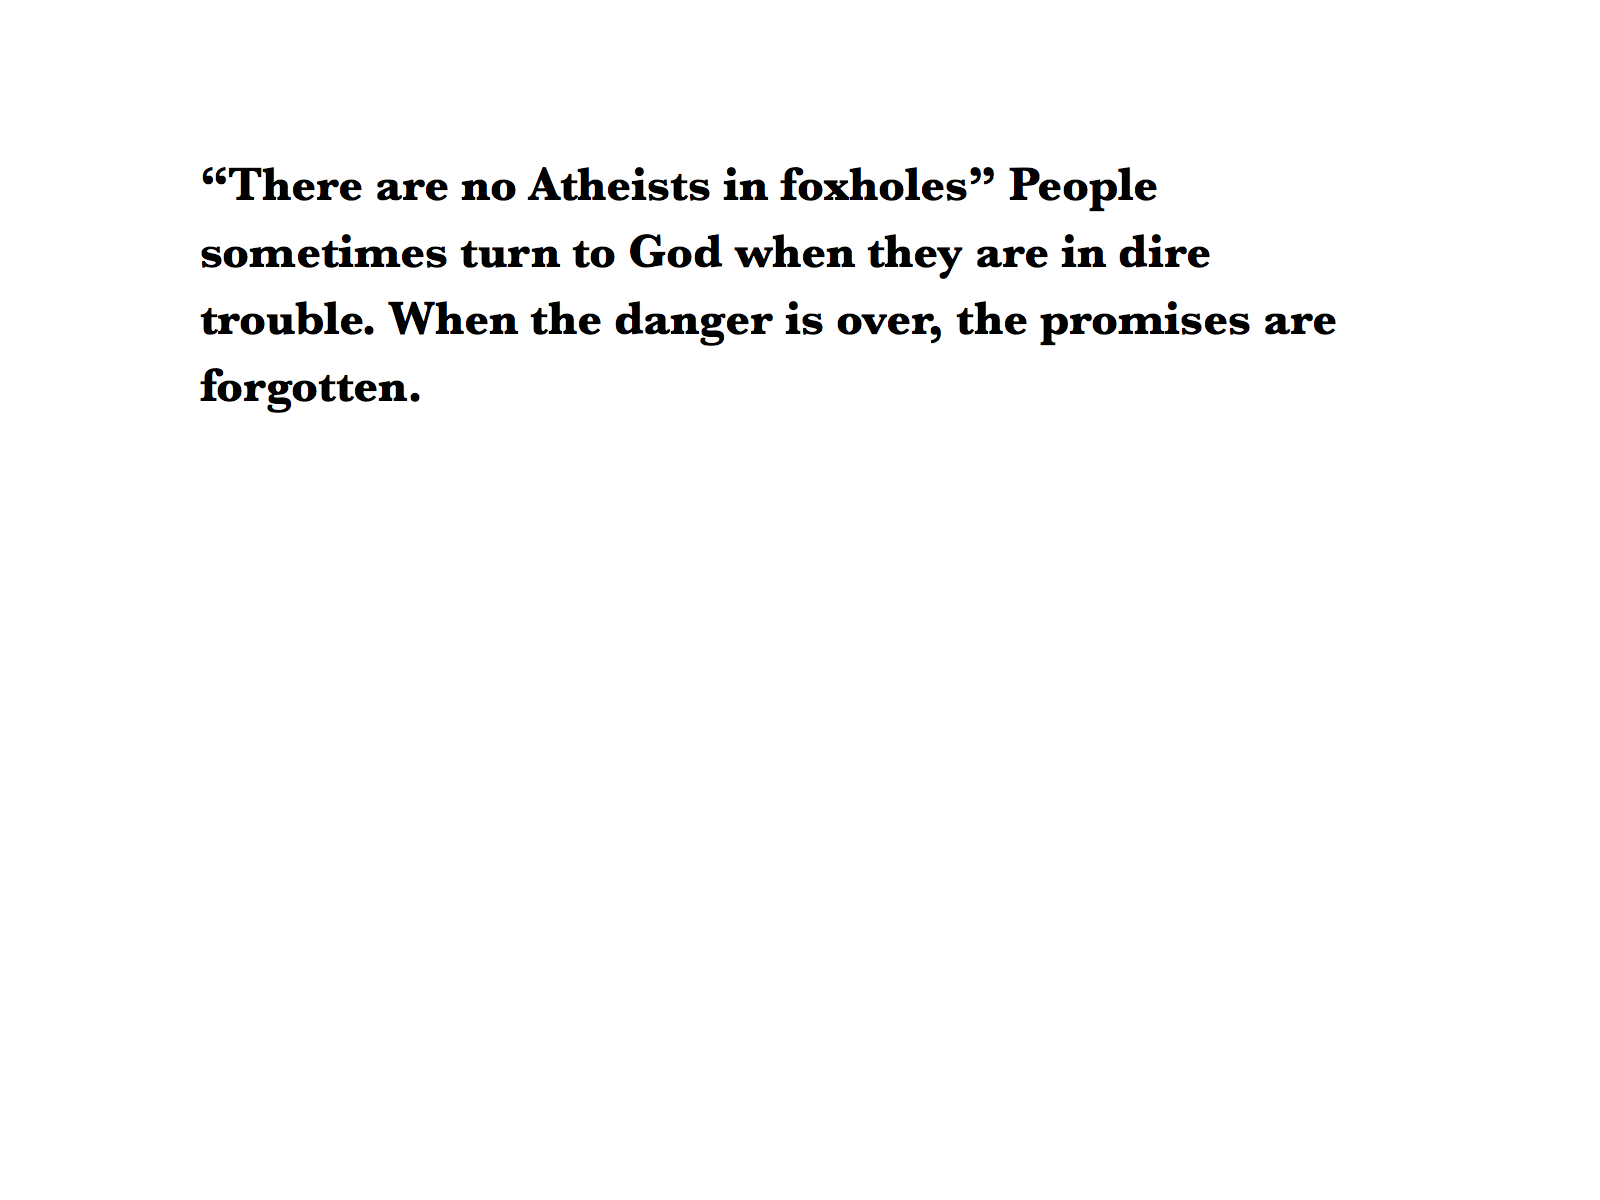 “There are no Atheists in foxholes” People
sometimes turn to God when they are in dire
trouble. When the danger is over, the promises are
forgotten.